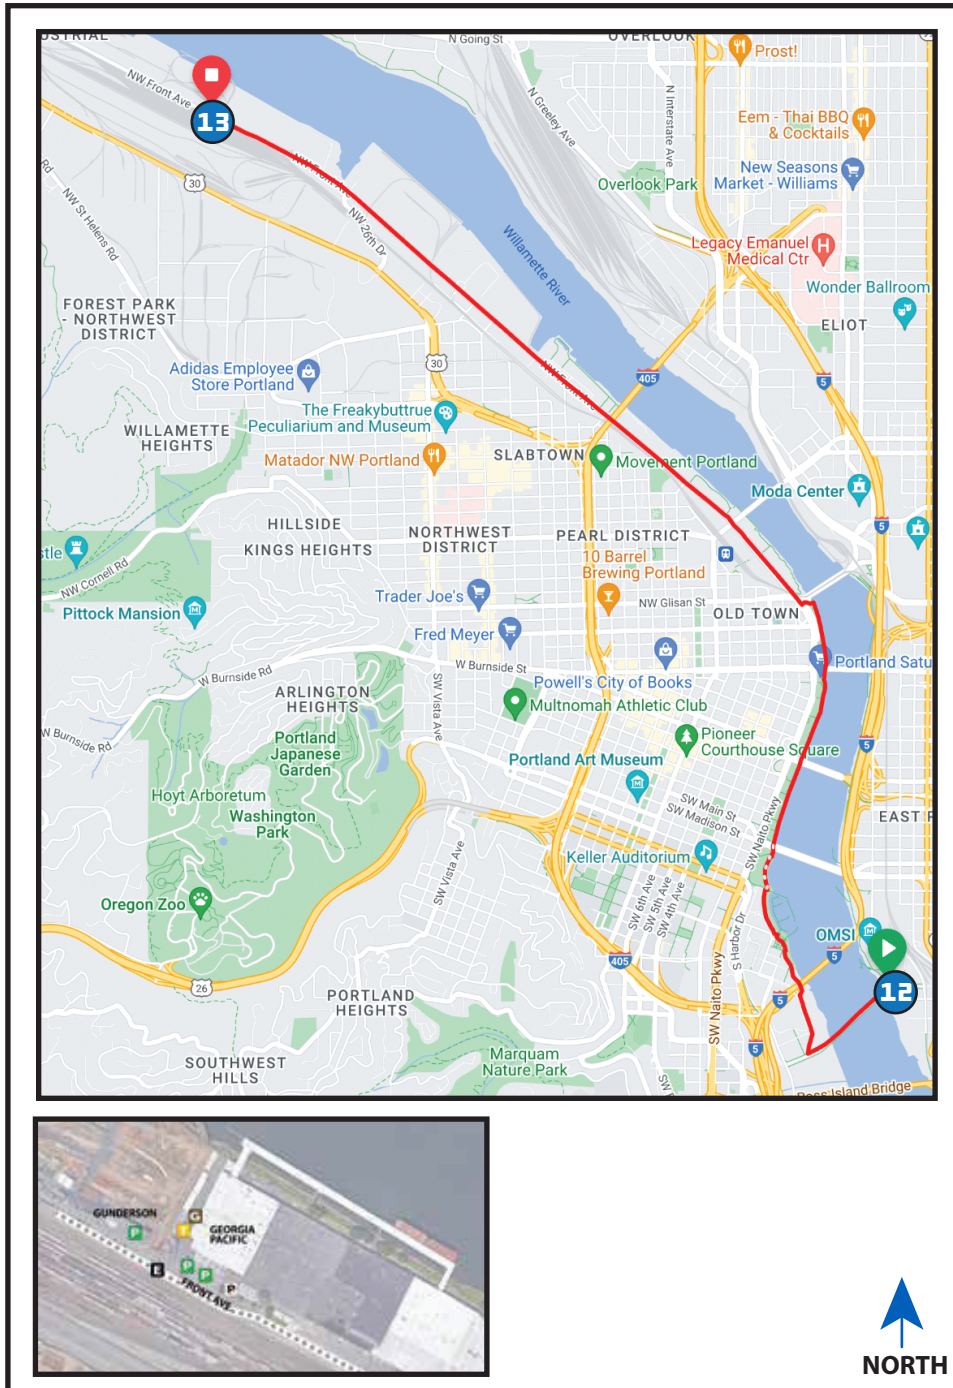 USTRIAL
N Going St
OVERLOOK
Prost!
NW Front Ave
13
N Greeley Ave
N Interstate Ave
Eem - Thai BBQ
& Cocktails
New Seasons
Market - Williams
Rd
30
NW Front Ave
Overlook Park
NW St Helens Rd
NW 26th Dr
Willamette River
Legacy Emanuel
Medical Ctr
H
Wonder Ballroom
FOREST PARK
- NORTHWEST
DISTRICT
ELIOT
30
405
5
NW Front Ave
Adidas Employee
Store Portland
The Freakybuttrue
Peculiarium and Museum
WILLAMETTE
HEIGHTS
Matador NW Portland
SLABTOWN
Movement Portland
Moda Center
HILLSIDE
KINGS HEIGHTS
NORTHWEST
DISTRICT
PEARL DISTRICT
5
stle
10 Barrel
Brewing Portland
NW Cornell Rd
Trader Joe's
NW Glisan St
OLD TOWN
Pittock Mansion
Fred Meyer
W Burnside St
Portland Satu
W Burnside Rd
Powell's City of Books
ARLINGTON
HEIGHTS
SW Vista Ave
Multnomah Athletic Club
W Burnside Rd
Portland
Japanese
Garden
Pioneer
Courthouse Square
5
Portland Art Museum
Hoyt Arboretum
Washington
Park
SW Main St
SW Madison St
SW Naito Pkwy
EAST P
SW Vista Ave
Keller Auditorium
Oregon Zoo
SW 6th Ave
SW 5th Ave
SW 4th Ave
S Harbor Dr
OMSI
5
405
26
SW Naito Pkwy
12
PORTLAND
HEIGHTS
5
5
SOUTHWEST
HILLS
Marquam
Nature Park
Ross Island Bridge
GUNDERSON
P
G
T
GEORGIA
PACIFIC
E
P
P
P
FRONT AVE
NORTH